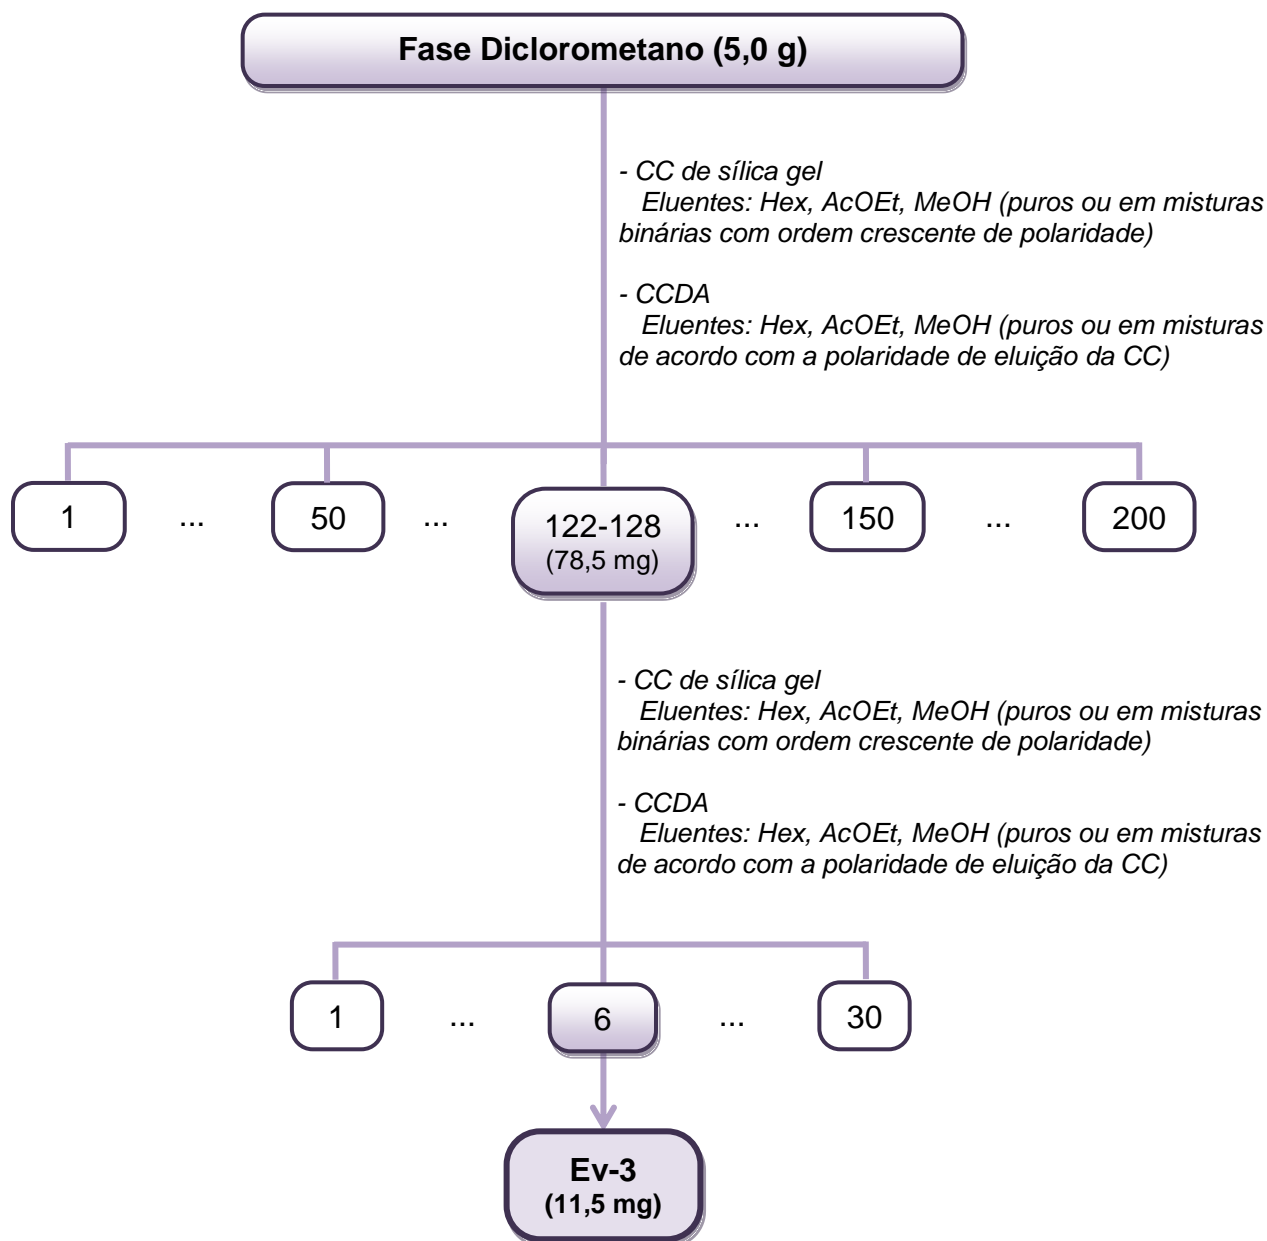 Fase Diclorometano (5,0 g)
- CC de sílica gel
Eluentes: Hex, AcOEt, MeOH (puros ou em misturas
binárias com ordem crescente de polaridade)
- CCDA
Eluentes: Hex, AcOEt, MeOH (puros ou em misturas
de acordo com a polaridade de eluição da CC)
1 ... 50 ... 122-128 ... 150 ... 200
(78,5 mg)
- CC de sílica gel
Eluentes: Hex, AcOEt, MeOH (puros ou em misturas
binárias com ordem crescente de polaridade)
- CCDA
Eluentes: Hex, AcOEt, MeOH (puros ou em misturas
de acordo com a polaridade de eluição da CC)
1 ... 6 ... 30
Ev-3
(11,5 mg)